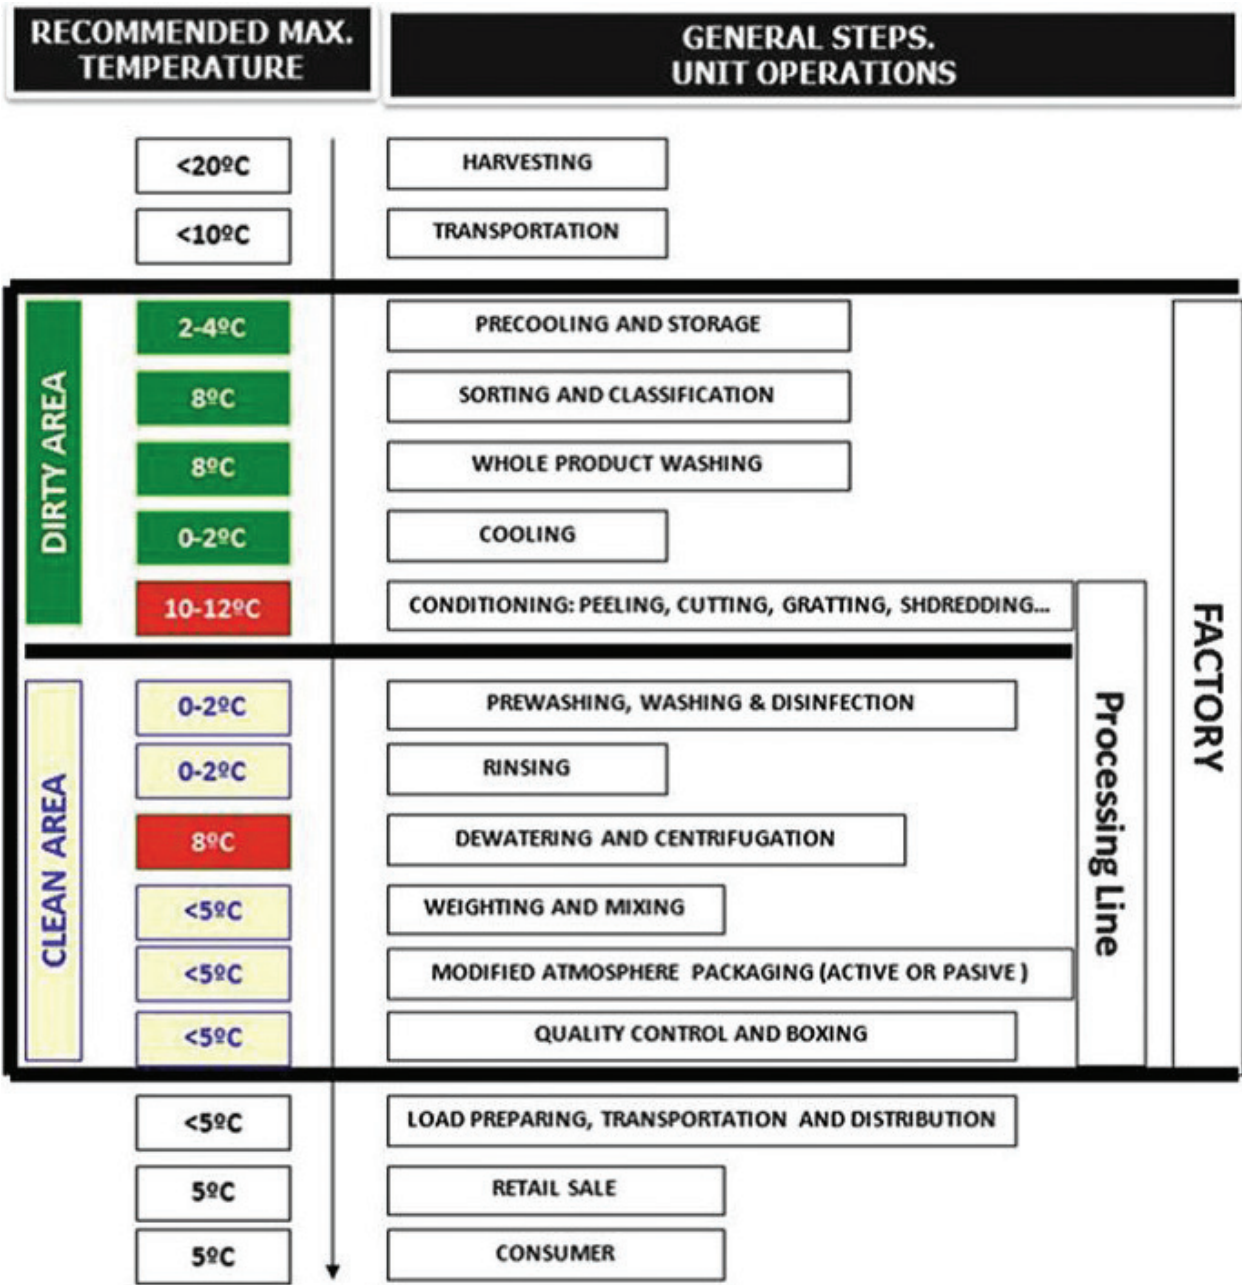 RECOMMENDED MAX.
TEMPERATURE
GENERAL STEPS.
UNIT OPERATIONS
<20ºC
HARVESTING
<10ºC
TRANSPORTATION
DIRTY AREA
2-4ºC
PRECOOLING AND STORAGE
8ºC
SORTING AND CLASSIFICATION
8ºC
WHOLE PRODUCT WASHING
0-2ºC
COOLING
10-12ºC
CONDITIONING: PEELING, CUTTING, GRATTING, SHDREDDING...
CLEAN AREA
0-2ºC
PREWASHING, WASHING & DISINFECTION
0-2ºC
RINSING
8ºC
DEWATERING AND CENTRIFUGATION
<5ºC
WEIGHTING AND MIXING
<5ºC
MODIFIED ATMOSPHERE PACKAGING (ACTIVE OR PASIVE )
<5ºC
QUALITY CONTROL AND BOXING
Processing Line
FACTORY
<5ºC
LOAD PREPARING, TRANSPORTATION AND DISTRIBUTION
5ºC
RETAIL SALE
5ºC
CONSUMER